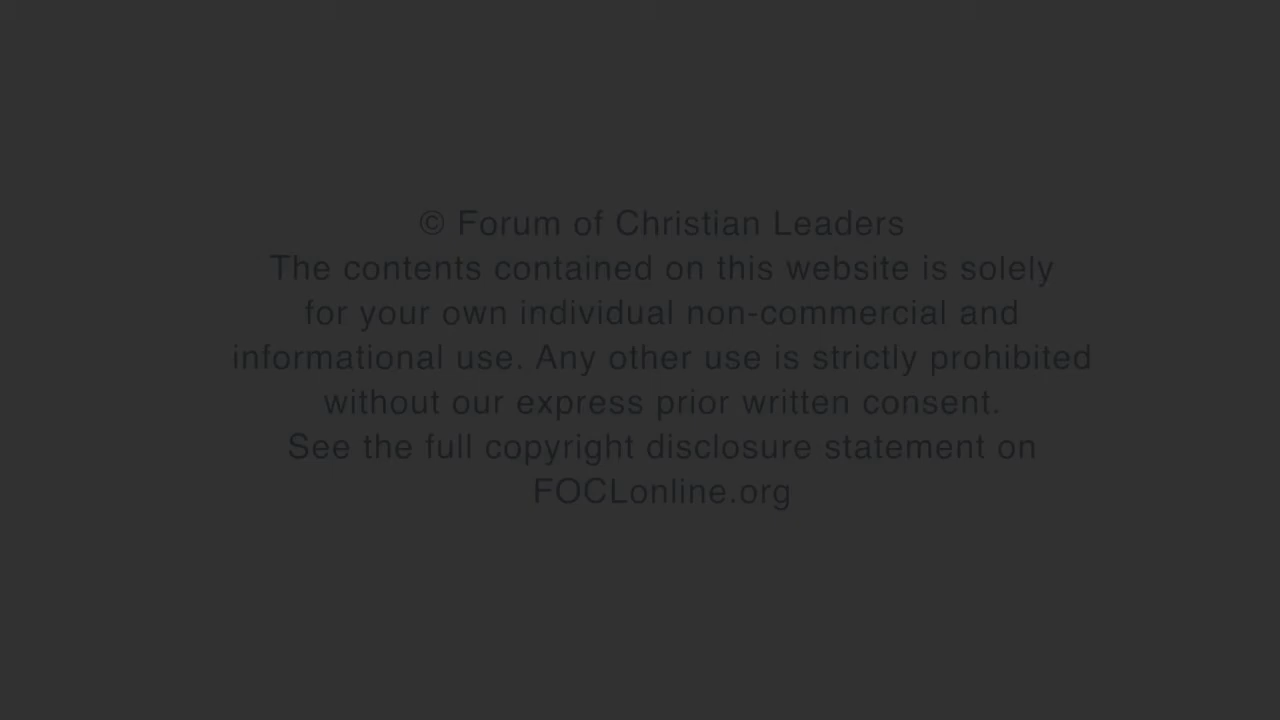 © Forum of Christian Leaders
The contents contained on this website is solely
for your own individual non-commercial and
informational use. Any other use is strictly prohibited
without our express prior written consent.
See the full copyright disclosure statement on
FOCLonline.org